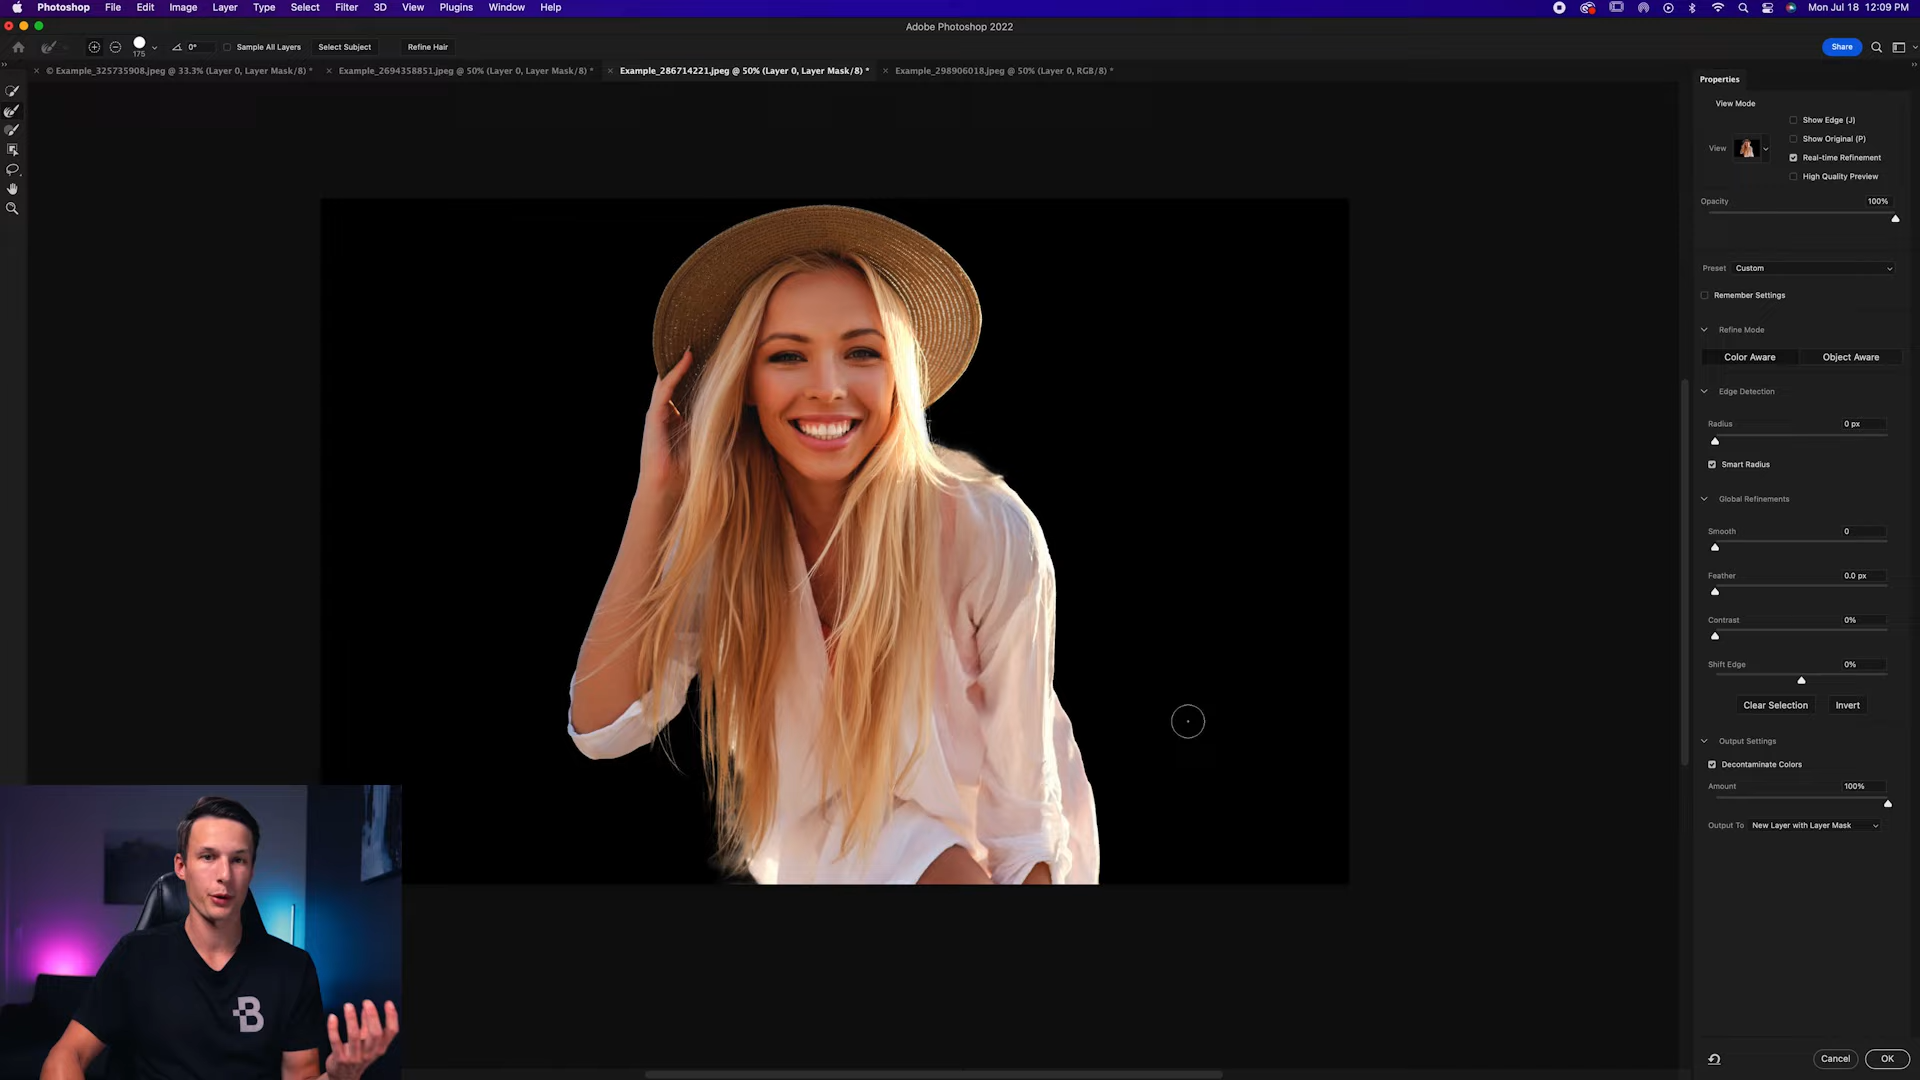 Photoshop File Edit Image Layer Type Select Filter 3D View Plugins Window Help Mon Jul 18 12:09 PM
Adobe Photoshop 2022
175 0° Sample All Layers Select Subject Refine Hair Share
© Example_325735908.jpeg @ 33.3% (Layer 0, Layer Mask/8) * Example_2694358851.jpeg @ 50% (Layer 0, Layer Mask/8) * Example_286714221.jpeg @ 50% (Layer 0, Layer Mask/8) * Example_298906018.jpeg @ 50% (Layer 0, RGB/8) *
Properties
View Mode
Show Edge (J)
Show Original (P)
View
Real-time Refinement
High Quality Preview
Opacity 100%
Preset Custom
Remember Settings
Refine Mode
Color Aware Object Aware
Edge Detection
Radius 0 px
Smart Radius
Global Refinements
Smooth 0
Feather 0.0 px
Contrast 0%
Shift Edge 0%
Clear Selection Invert
Output Settings
Decontaminate Colors
Amount 100%
Output To New Layer with Layer Mask
B
Cancel OK